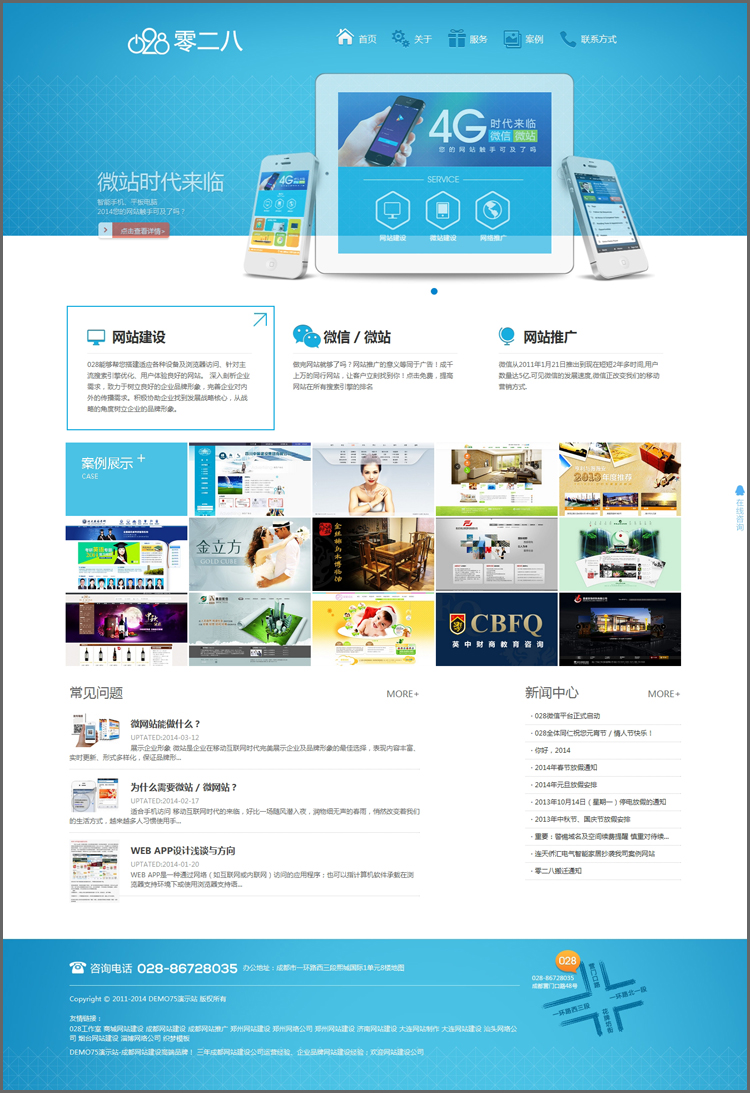 028 零二八
首页 关于 服务 案例 联系方式
4G 时代来临
微信 微站
您的网站触手可及了吗
SERVICE
网站建设 微站建设 网络推广
微站时代来临
智能手机、平板电脑
2014您的网站触手可及了吗？
点击查看详情>
网站建设
028能够帮您搭建适应各种设备及浏览器访问、针对主
流搜索引擎优化、用户体验良好的网站。 深入剖析企业
需求，致力于树立良好的企业品牌形象，完善企业对内
外的传播需求。积极协助企业找到发展战略核心，从战
略的角度树立企业的品牌形象。
微信 / 微站
做完网站就够了吗？网站推广的意义等同于广告！成千
上万的同行网站，让客户立刻找到你！点击免费，提高
网站在所有搜索引擎的排名
网站推广
微信从2011年1月21日推出到现在短短2年多时间,用户
数量达5亿.可见微信的发展速度,微信正改变我们的移动
营销方式.
案例展示 +
CASE
2013年度推荐
金立方
GOLD CUBE
金丝楠乌木博物馆
CBFQ
英中财商教育咨询
在线咨询
常见问题 MORE+
微网站能做什么？
UPTATED:2014-03-12
展示企业形象 微站是企业在移动互联网时代完美展示企业及品牌形象的最佳选择，表现内容丰富、
实时更新、形式多样化，保证品牌形...
为什么需要微站 / 微网站？
UPTATED:2014-02-17
适合手机访问 移动互联网时代的来临，好比一场随风潜入夜，润物细无声的春雨，悄然改变着我们
的生活方式，越来越多人习惯使用手...
WEB APP设计浅谈与方向
UPTATED:2014-01-20
WEB APP是一种通过网络（如互联网或内联网）访问的应用程序；也可以指计算机软件承载在浏
览器支持环境下或使用浏览器支持语...
新闻中心 MORE+
· 028微信平台正式启动
· 028全体同仁祝您元宵节 / 情人节快乐！
· 你好，2014
· 2014年春节放假通知
· 2014年元旦放假安排
· 2013年10月14日（星期一）停电放假的通知
· 2013年中秋节、国庆节放假安排
· 重要：警惕域名及空间续费提醒 慎重对待续...
· 连天侨汇电气智能家居抄袭我司案例网站
· 零二八搬迁通知
咨询电话 028-86728035 办公地址：成都市一环路西三段熙城国际1单元8楼地图
Copyright © 2011-2014 DEMO75演示站 版权所有
友情链接：
028工作室 商城网站建设 成都网站建设 成都网站推广 郑州网站建设 郑州网络公司 郑州网站建设 济南网站建设 大连网站制作 大连网站建设 汕头网络公
司 烟台网站建设 淄博网络公司 织梦模板
DEMO75演示站-成都网站建设高端品牌！ 三年成都网站建设公司运营经验、企业品牌网站建设经验：欢迎网站建设公司
028
028-86728035
成都营门口路48号
营门口路
一环路北一段
一环路西三段